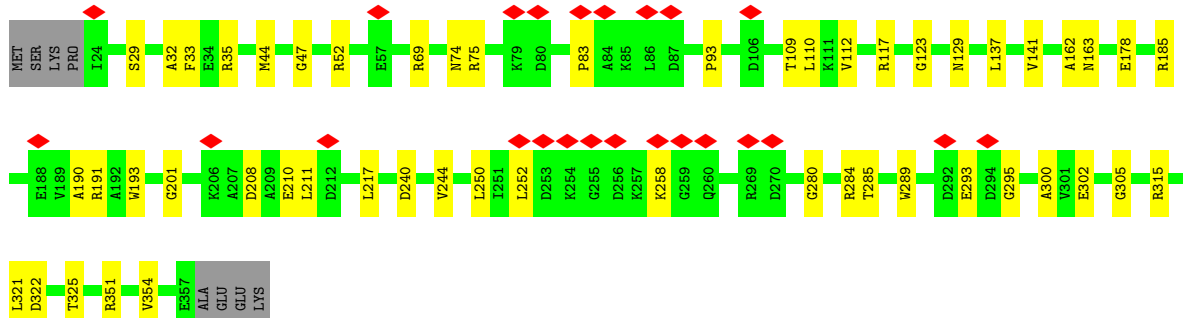 MET SER LYS PRO I24 S29 A32 F33 E34 R35 M44 G47 R52 E57 R69 N74 R75 K79 D80 P83 A84 K85 L86 D87 P93 D106 T109 L110 K111 V112 R117 G123 N129 L137 V141 A162 N163 E178 R185
E188 V189 A190 R191 A192 W193 G201 K206 A207 D208 A209 E210 L211 D212 L217 D240 V244 L250 I251 L252 D253 K254 G255 D256 K257 K258 G259 Q260 R269 D270 G280 R284 T285 W289 D292 E293 D294 G295 A300 V301 E302 G305 R315
L321 D322 T325 R351 V354 E357 ALA GLU GLU LYS